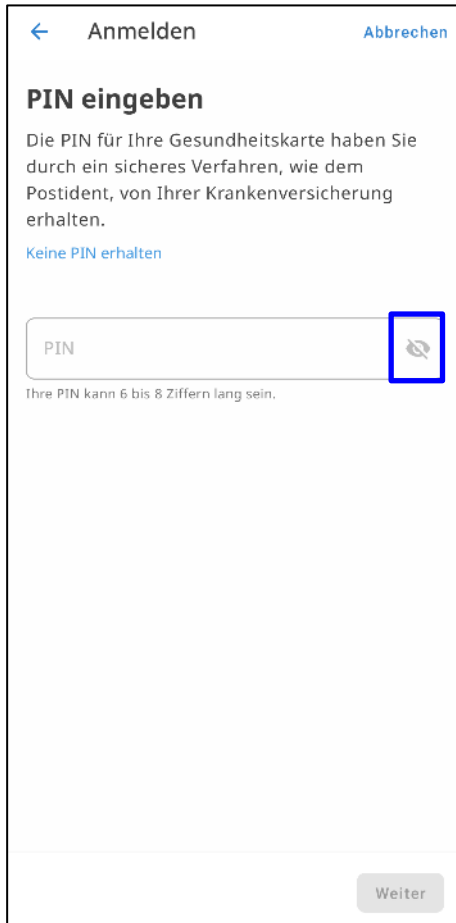 Anmelden
Abbrechen
PIN eingeben
Die PIN für Ihre Gesundheitskarte haben Sie
durch ein sicheres Verfahren, wie dem
Postident, von Ihrer Krankenversicherung
erhalten.
Keine PIN erhalten
PIN
Ihre PIN kann 6 bis 8 Ziffern lang sein.
Weiter